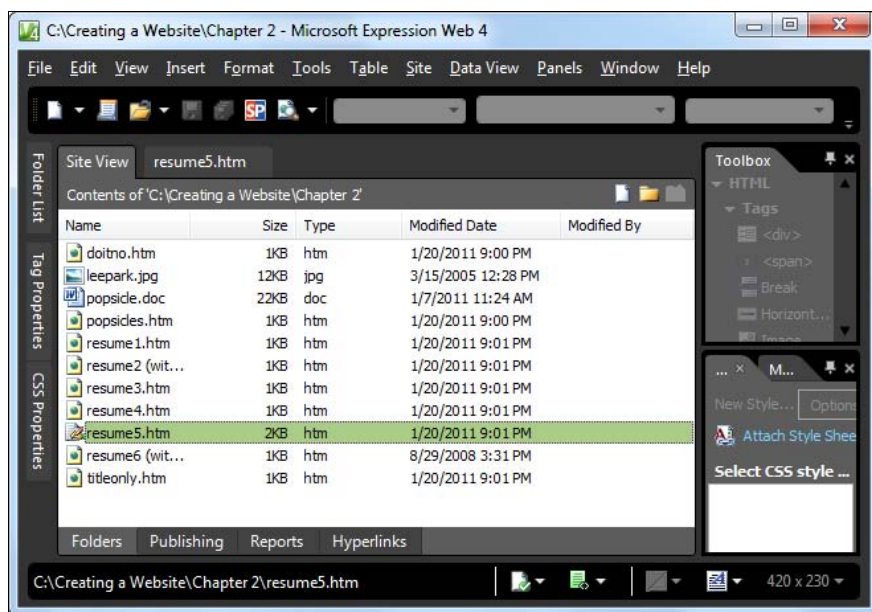 C:\Creating a Website\Chapter 2 - Microsoft Expression Web 4
File Edit View Insert Format Tools Table Site Data View Panels Window Help
SP
Site View resume5.htm
Contents of 'C:\Creating a Website\Chapter 2'
Name Size Type Modified Date Modified By
doitno.htm 1KB htm 1/20/2011 9:00 PM
leepark.jpg 12KB jpg 3/15/2005 12:28 PM
popsicle.doc 22KB doc 1/7/2011 11:24 AM
popsicles.htm 1KB htm 1/20/2011 9:00 PM
resume1.htm 1KB htm 1/20/2011 9:01 PM
resume2 (wit... 1KB htm 1/20/2011 9:01 PM
resume3.htm 1KB htm 1/20/2011 9:01 PM
resume4.htm 1KB htm 1/20/2011 9:01 PM
resume5.htm 2KB htm 1/20/2011 9:01 PM
resume6 (wit... 1KB htm 8/29/2008 3:31 PM
titleonly.htm 1KB htm 1/20/2011 9:01 PM
Folders Publishing Reports Hyperlinks
Folder List
Tag Properties
CSS Properties
Toolbox
HTML
Tags
<div>
<span>
Break
Horizont...
Image
... M...
New Style... Options
Attach Style Shee
Select CSS style ...
C:\Creating a Website\Chapter 2\resume5.htm 420 x 230